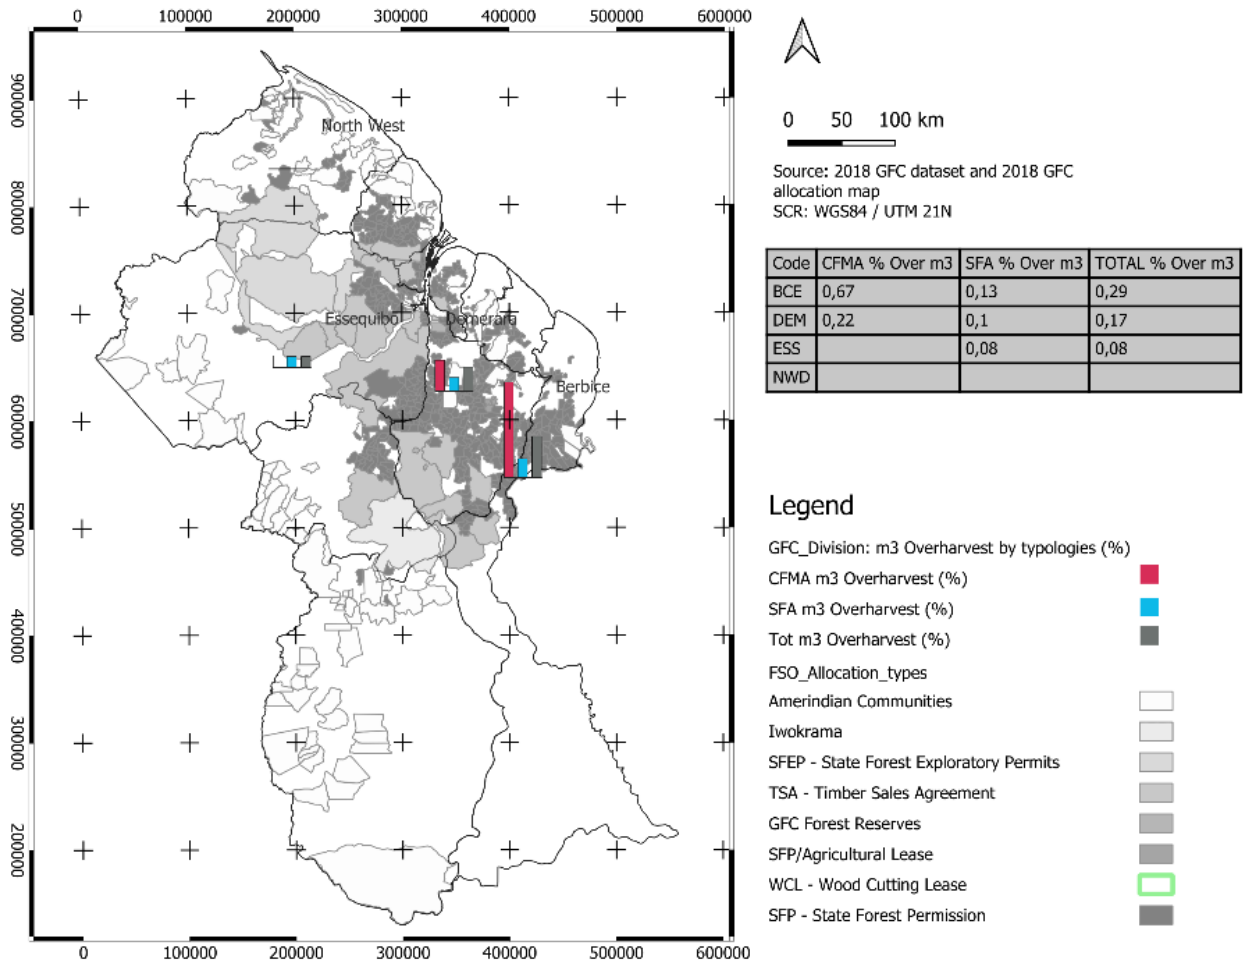 0 100000 200000 300000 400000 500000 600000
900000
800000
700000
600000
500000
400000
300000
200000
North West
Essequibo
Demerara
Berbice
0 100000 200000 300000 400000 500000 600000
0 50 100 km
Source: 2018 GFC dataset and 2018 GFC
allocation map
SCR: WGS84 / UTM 21N
Code CFMA % Over m3 SFA % Over m3 TOTAL % Over m3
BCE 0,67 0,13 0,29
DEM 0,22 0,1 0,17
ESS 0,08 0,08
NWD
Legend
GFC_Division: m3 Overharvest by typologies (%)
CFMA m3 Overharvest (%)
SFA m3 Overharvest (%)
Tot m3 Overharvest (%)
FSO_Allocation_types
Amerindian Communities
Iwokrama
SFEP - State Forest Exploratory Permits
TSA - Timber Sales Agreement
GFC Forest Reserves
SFP/Agricultural Lease
WCL - Wood Cutting Lease
SFP - State Forest Permission